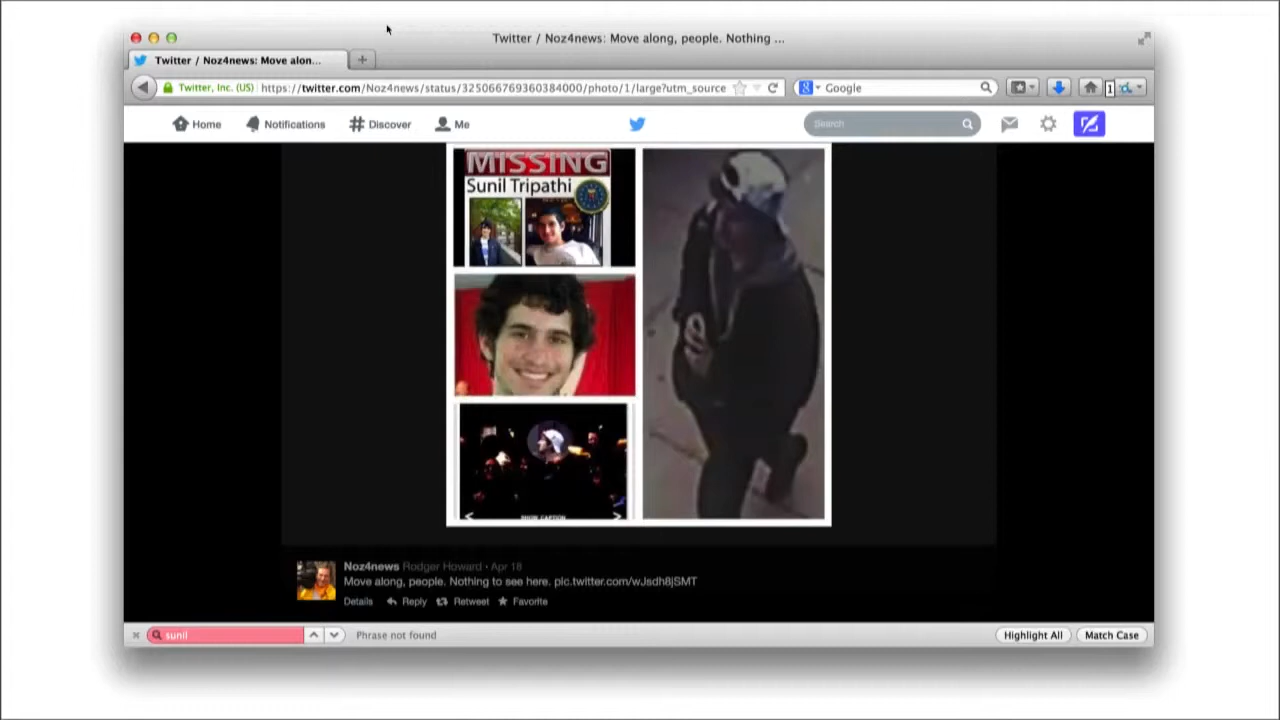 Twitter / Noz4news: Move along, people. Nothing ...
Twitter / Noz4news: Move alon...
Twitter, Inc. (US) https://twitter.com/Noz4news/status/325066769360384000/photo/1/large?utm_source
Google
1
Home Notifications Discover Me
Search
MISSING
Sunil Tripathi
SHOW CAPTION
Noz4news Rodger Howard · Apr 18
Move along, people. Nothing to see here. pic.twitter.com/wJsdh8jSMT
Details Reply Retweet Favorite
sunil Phrase not found Highlight All Match Case